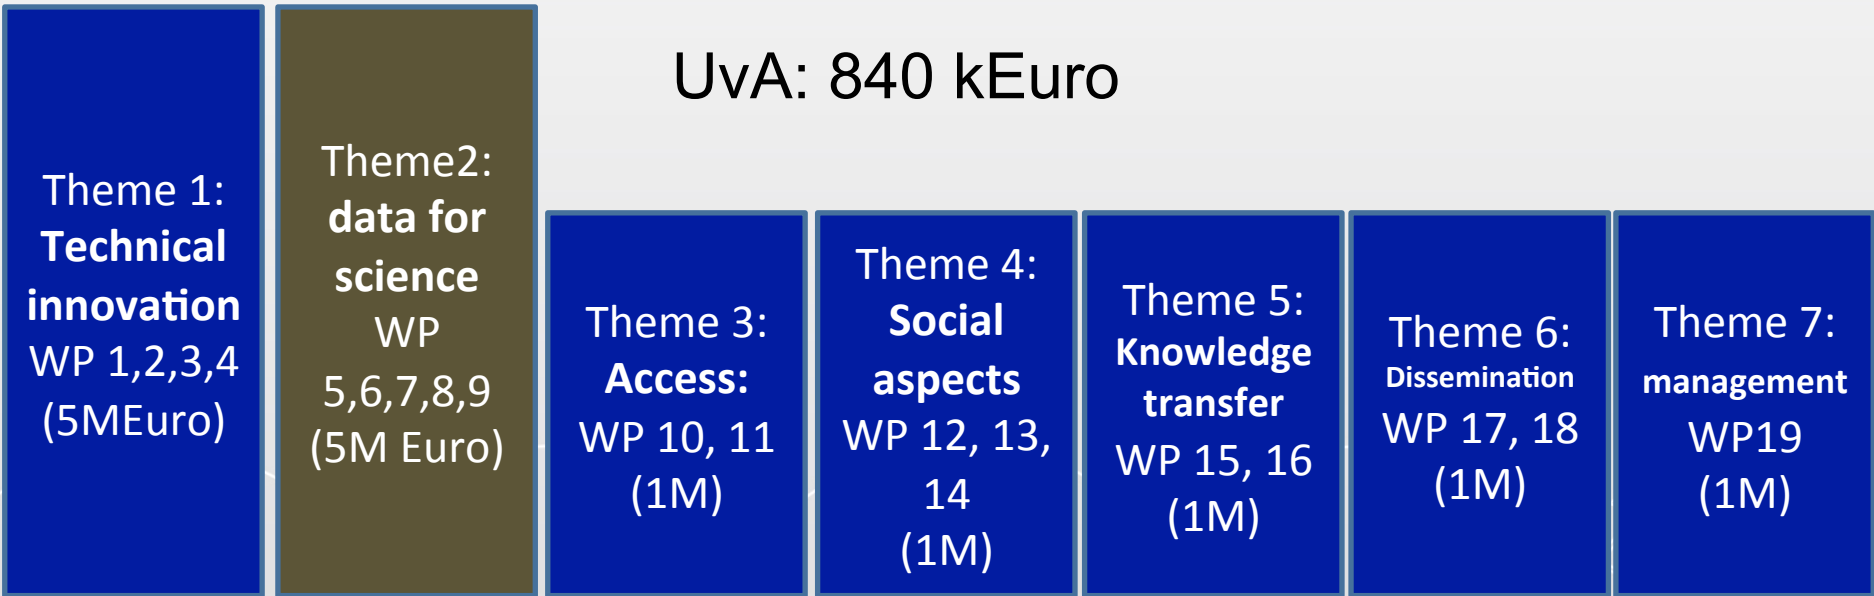 UvA: 840 kEuro
Theme 1:
Technical
innovation
WP 1,2,3,4
(5MEuro)
Theme2:
data for
science
WP
5,6,7,8,9
(5M Euro)
Theme 3:
Access:
WP 10, 11
(1M)
Theme 4:
Social
aspects
WP 12, 13,
14
(1M)
Theme 5:
Knowledge
transfer
WP 15, 16
(1M)
Theme 6:
Dissemination
WP 17, 18
(1M)
Theme 7:
management
WP19
(1M)